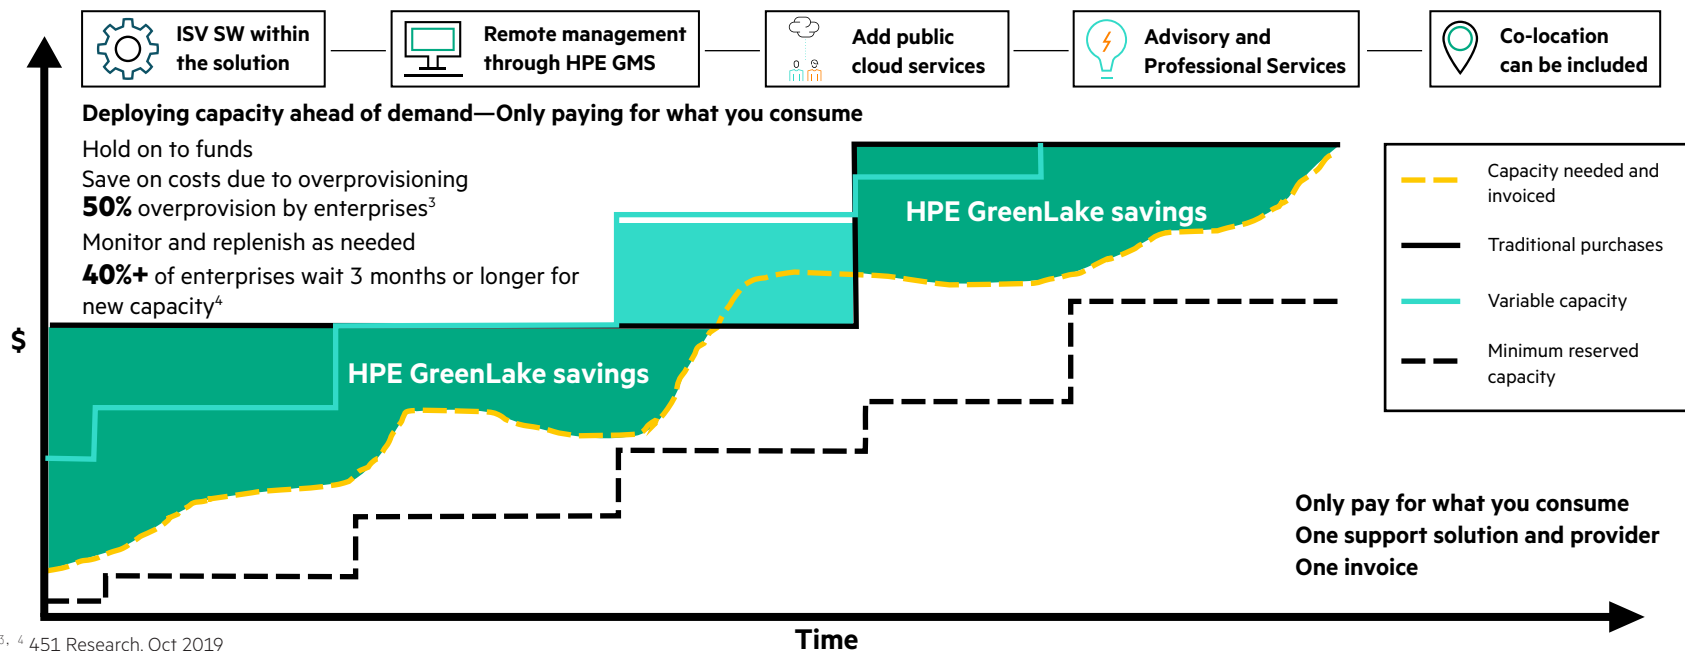 ISV SW within
the solution
Remote management
through HPE GMS
Add public
cloud services
Advisory and
Professional Services
Co-location
can be included
Deploying capacity ahead of demand—Only paying for what you consume
Hold on to funds
Save on costs due to overprovisioning
50% overprovision by enterprises³
Monitor and replenish as needed
40%+ of enterprises wait 3 months or longer for
new capacity⁴
$
HPE GreenLake savings
HPE GreenLake savings
Capacity needed and
invoiced
Traditional purchases
Variable capacity
Minimum reserved
capacity
Only pay for what you consume
One support solution and provider
One invoice
Time
³, ⁴ 451 Research, Oct 2019